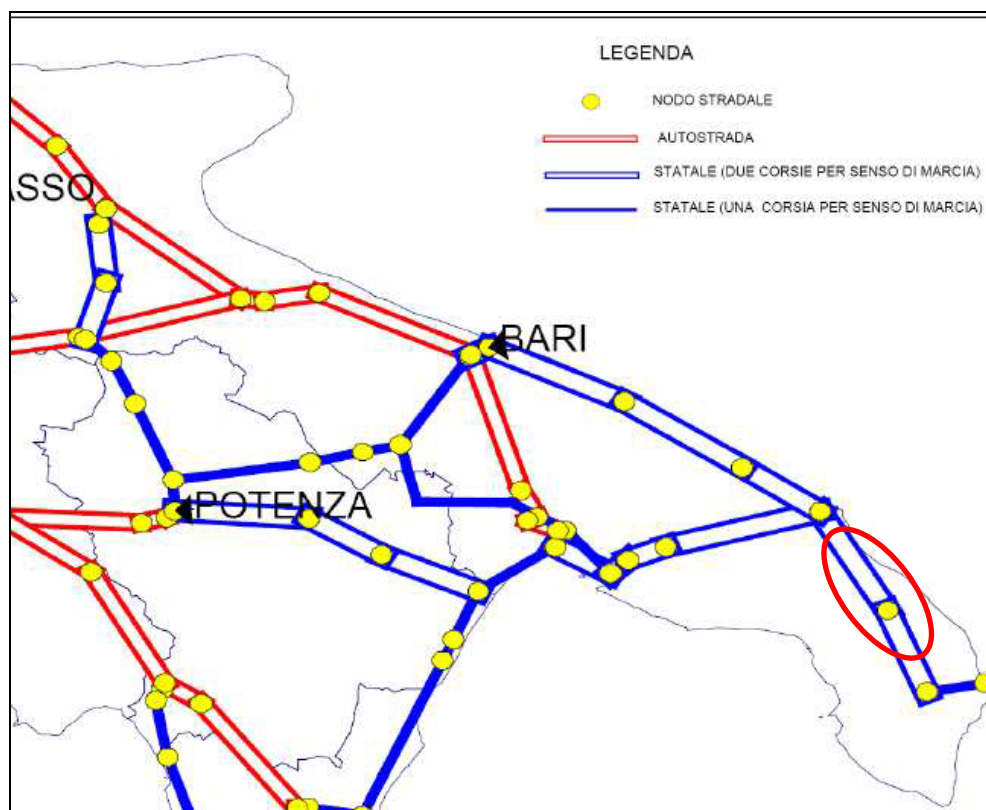 LEGENDA
NODO STRADALE
AUTOSTRADA
STATALE (DUE CORSIE PER SENSO DI MARCIA)
STATALE (UNA CORSIA PER SENSO DI MARCIA)
ASSO
BARI
POTENZA